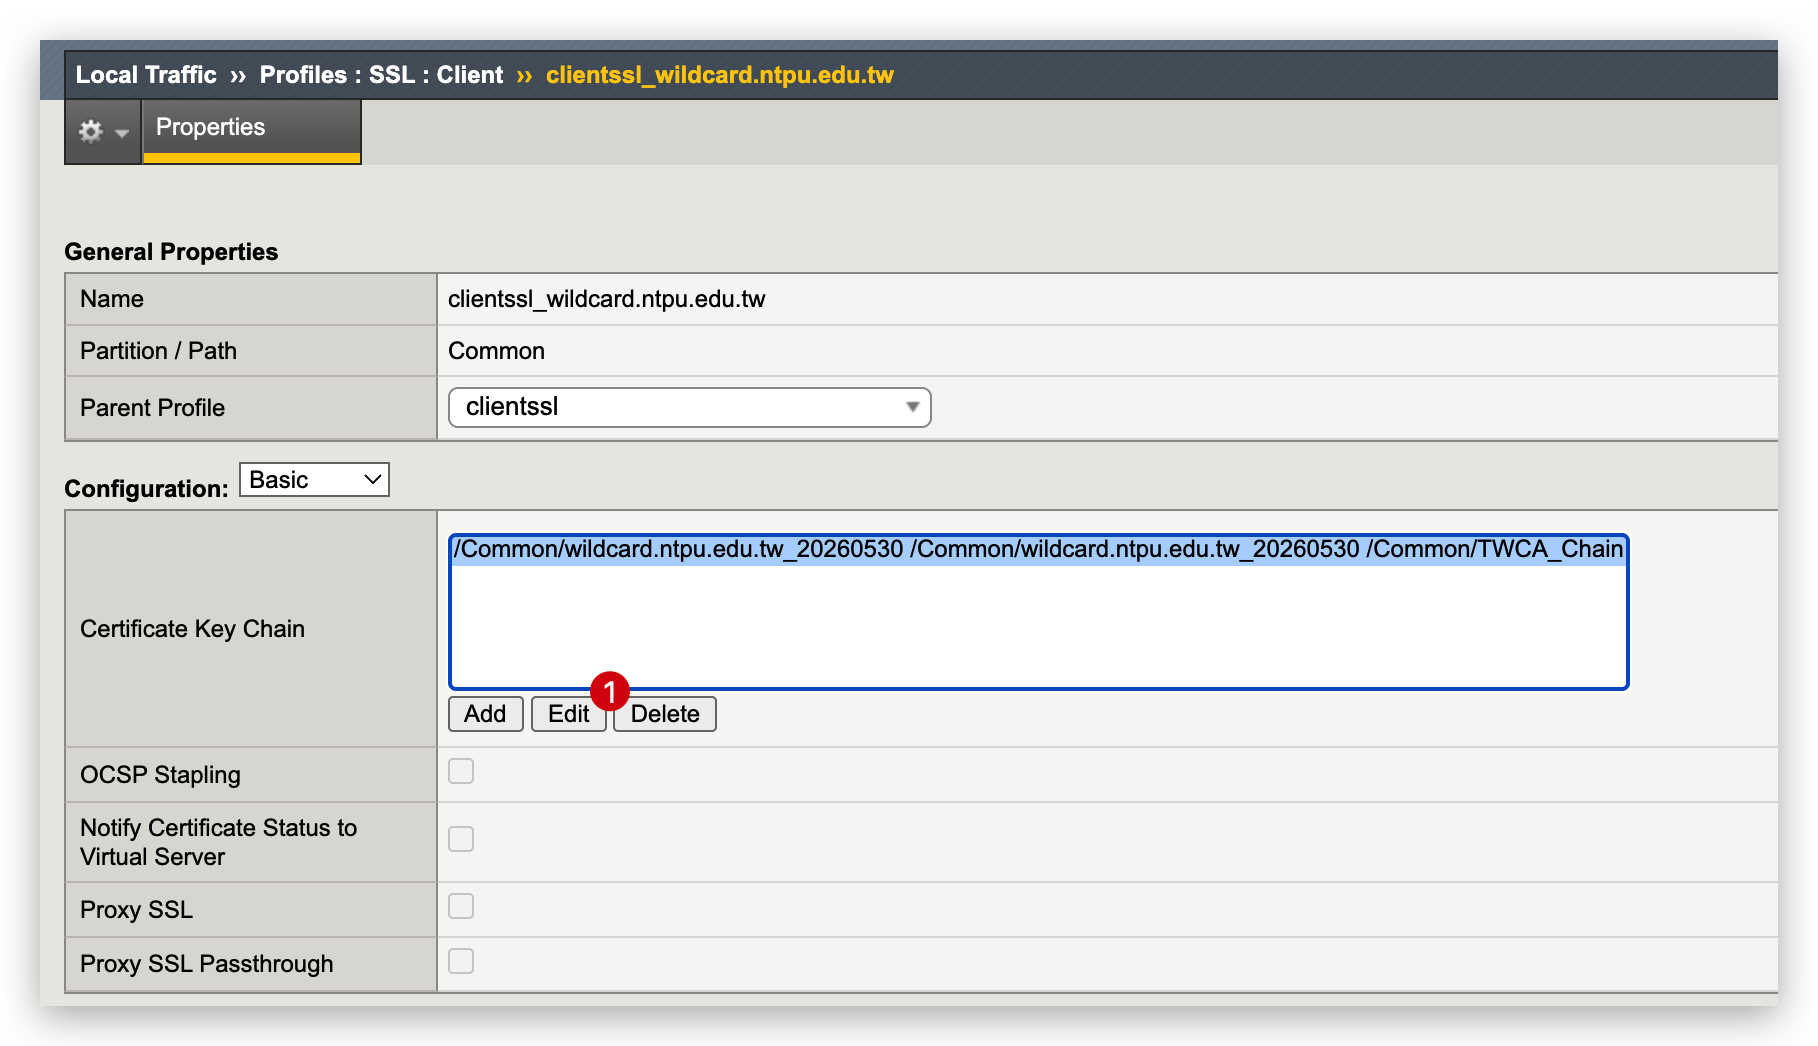 Local Traffic ›› Profiles : SSL : Client ›› clientssl_wildcard.ntpu.edu.tw
Properties
General Properties
Name clientssl_wildcard.ntpu.edu.tw
Partition / Path Common
Parent Profile clientssl
Configuration: Basic
/Common/wildcard.ntpu.edu.tw_20260530 /Common/wildcard.ntpu.edu.tw_20260530 /Common/TWCA_Chain
Certificate Key Chain
1
Add Edit Delete
OCSP Stapling
Notify Certificate Status to
Virtual Server
Proxy SSL
Proxy SSL Passthrough